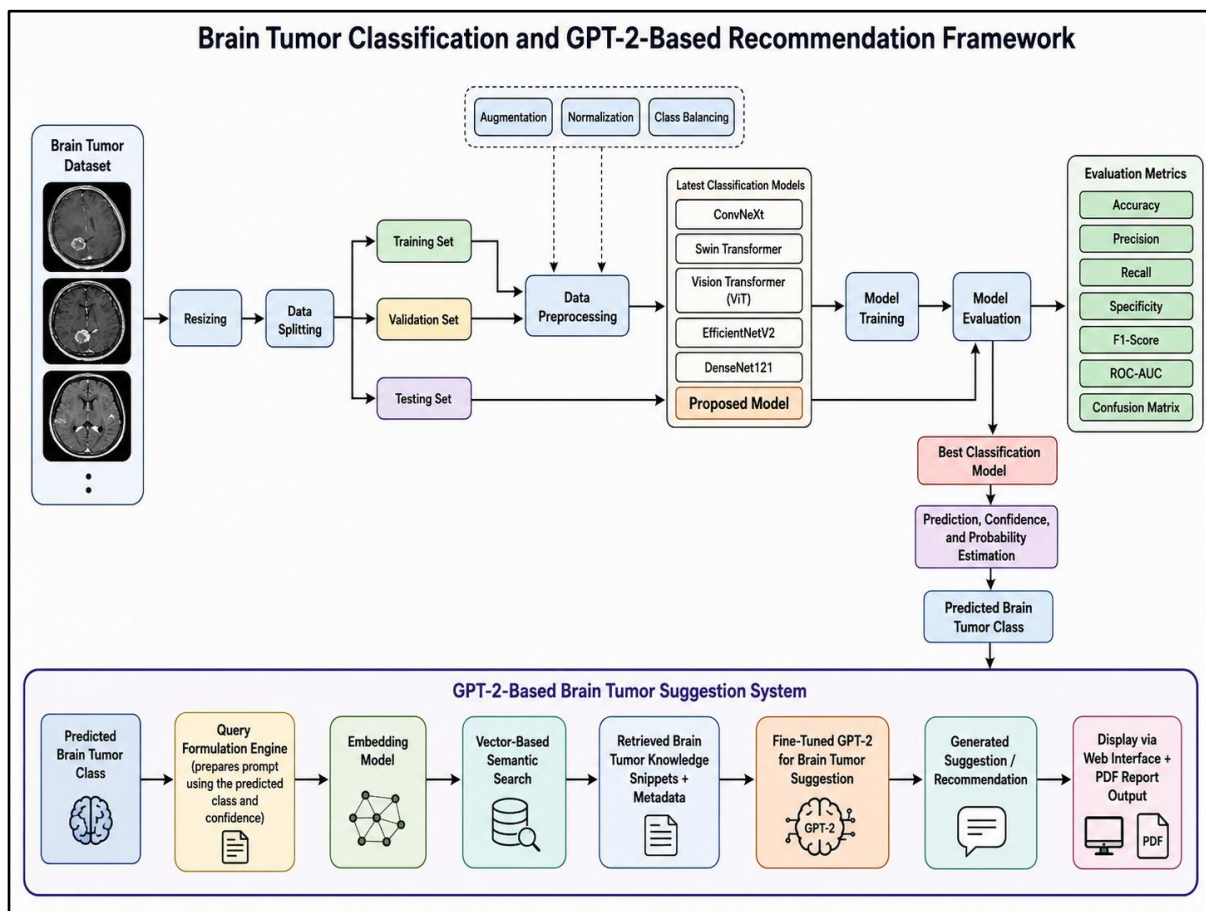 Brain Tumor Classification and GPT-2-Based Recommendation Framework
Augmentation
Normalization
Class Balancing
Brain Tumor
Dataset
Resizing
Data
Splitting
Training Set
Validation Set
Testing Set
Data
Preprocessing
Latest Classification Models
ConvNeXt
Swin Transformer
Vision Transformer
(ViT)
EfficientNetV2
DenseNet121
Proposed Model
Model
Training
Model
Evaluation
Evaluation Metrics
Accuracy
Precision
Recall
Specificity
F1-Score
ROC-AUC
Confusion Matrix
Best Classification
Model
Prediction, Confidence,
and Probability
Estimation
Predicted Brain
Tumor Class
GPT-2-Based Brain Tumor Suggestion System
Predicted
Brain Tumor
Class
Query
Formulation Engine
(prepares prompt
using the predicted
class and
confidence)
Embedding
Model
Vector-Based
Semantic
Search
Retrieved Brain
Tumor Knowledge
Snippets +
Metadata
Fine-Tuned GPT-2
for Brain Tumor
Suggestion
GPT-2
Generated
Suggestion /
Recommendation
Display via
Web Interface +
PDF Report
Output
PDF